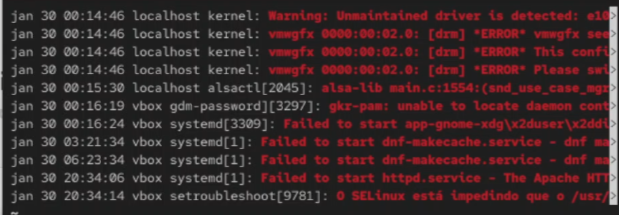 jan 30 00:14:46 localhost kernel: Warning: Unmaintained driver is detected: e10>
jan 30 00:14:46 localhost kernel: vmwgfx 0000:00:02.0: [drm] *ERROR* vmwgfx see>
jan 30 00:14:46 localhost kernel: vmwgfx 0000:00:02.0: [drm] *ERROR* This confi>
jan 30 00:14:46 localhost kernel: vmwgfx 0000:00:02.0: [drm] *ERROR* Please swi>
jan 30 00:15:30 localhost alsactl[2045]: alsa-lib main.c:1554:(snd_use_case_mgr>
jan 30 00:16:19 vbox gdm-password][3297]: gkr-pam: unable to locate daemon cont>
jan 30 00:16:24 vbox systemd[3309]: Failed to start app-gnome-xdg\x2duser\x2ddi>
jan 30 03:21:34 vbox systemd[1]: Failed to start dnf-makecache.service - dnf ma>
jan 30 06:23:34 vbox systemd[1]: Failed to start dnf-makecache.service - dnf ma>
jan 30 20:34:06 vbox systemd[1]: Failed to start httpd.service - The Apache HTT>
jan 30 20:34:14 vbox setroubleshoot[9781]: O SELinux está impedindo que o /usr/>